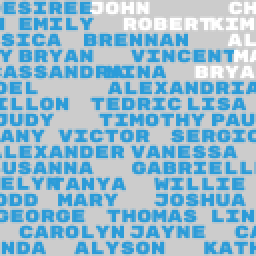 ESIREE JOHN CH
EMILY ROBERT KIM
SICA BRENNAN AL
Y BRYAN VINCENT MA
CASSANDRA NINA BRYA
DEL ALEXANDRIA
ILLON TEDRIC LISA
JUDY TIMOTHY PAU
ANY VICTOR SERGIO
ALEXANDER VANESSA
SUSANNA GABRIELL
ELYN TANYA WILLIE
ODD MARY JOSHUA
GEORGE THOMAS LIN
CAROLYN JAYNE CA
NDA ALYSON KATH